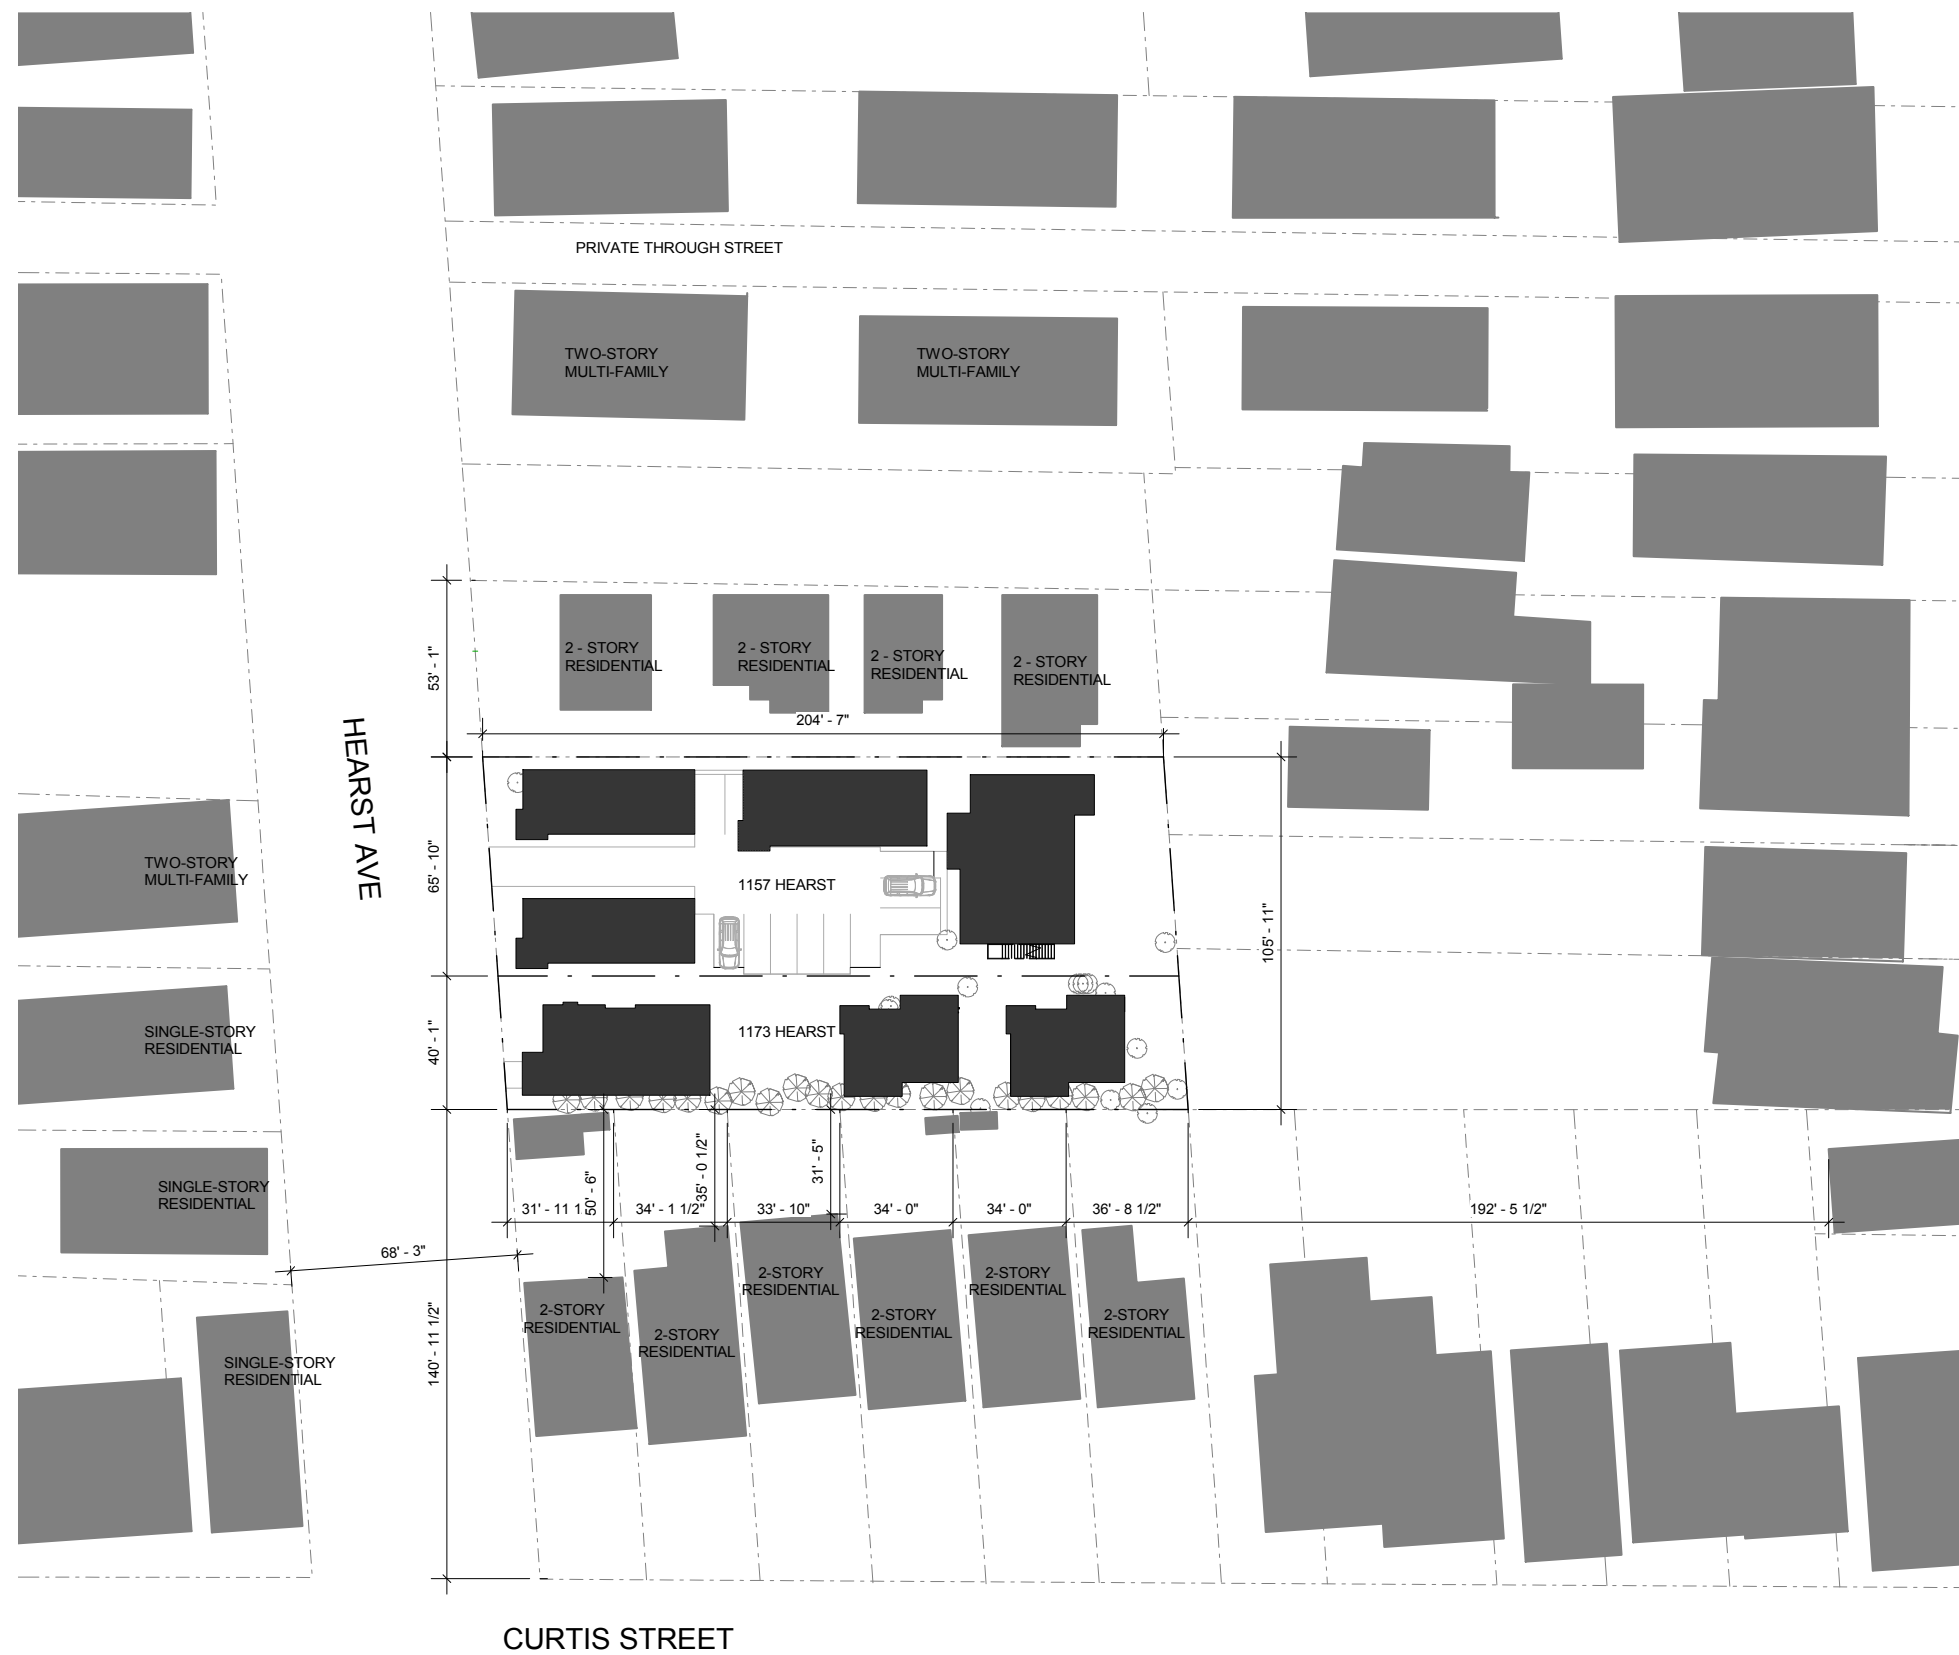 PRIVATE THROUGH STREET
TWO-STORY
MULTI-FAMILY
TWO-STORY
MULTI-FAMILY
53' - 1"
2 - STORY
RESIDENTIAL
2 - STORY
RESIDENTIAL
2 - STORY
RESIDENTIAL
2 - STORY
RESIDENTIAL
204' - 7"
HEARST AVE
65' - 10"
TWO-STORY
MULTI-FAMILY
1157 HEARST
105' - 11"
40' - 1"
SINGLE-STORY
RESIDENTIAL
1173 HEARST
SINGLE-STORY
RESIDENTIAL
50' - 6"
35' - 0 1/2"
31' - 5"
31' - 11 1
34' - 1 1/2"
33' - 10"
34' - 0"
34' - 0"
36' - 8 1/2"
192' - 5 1/2"
68' - 3"
140' - 11 1/2"
2-STORY
RESIDENTIAL
2-STORY
RESIDENTIAL
2-STORY
RESIDENTIAL
2-STORY
RESIDENTIAL
2-STORY
RESIDENTIAL
2-STORY
RESIDENTIAL
SINGLE-STORY
RESIDENTIAL
CURTIS STREET